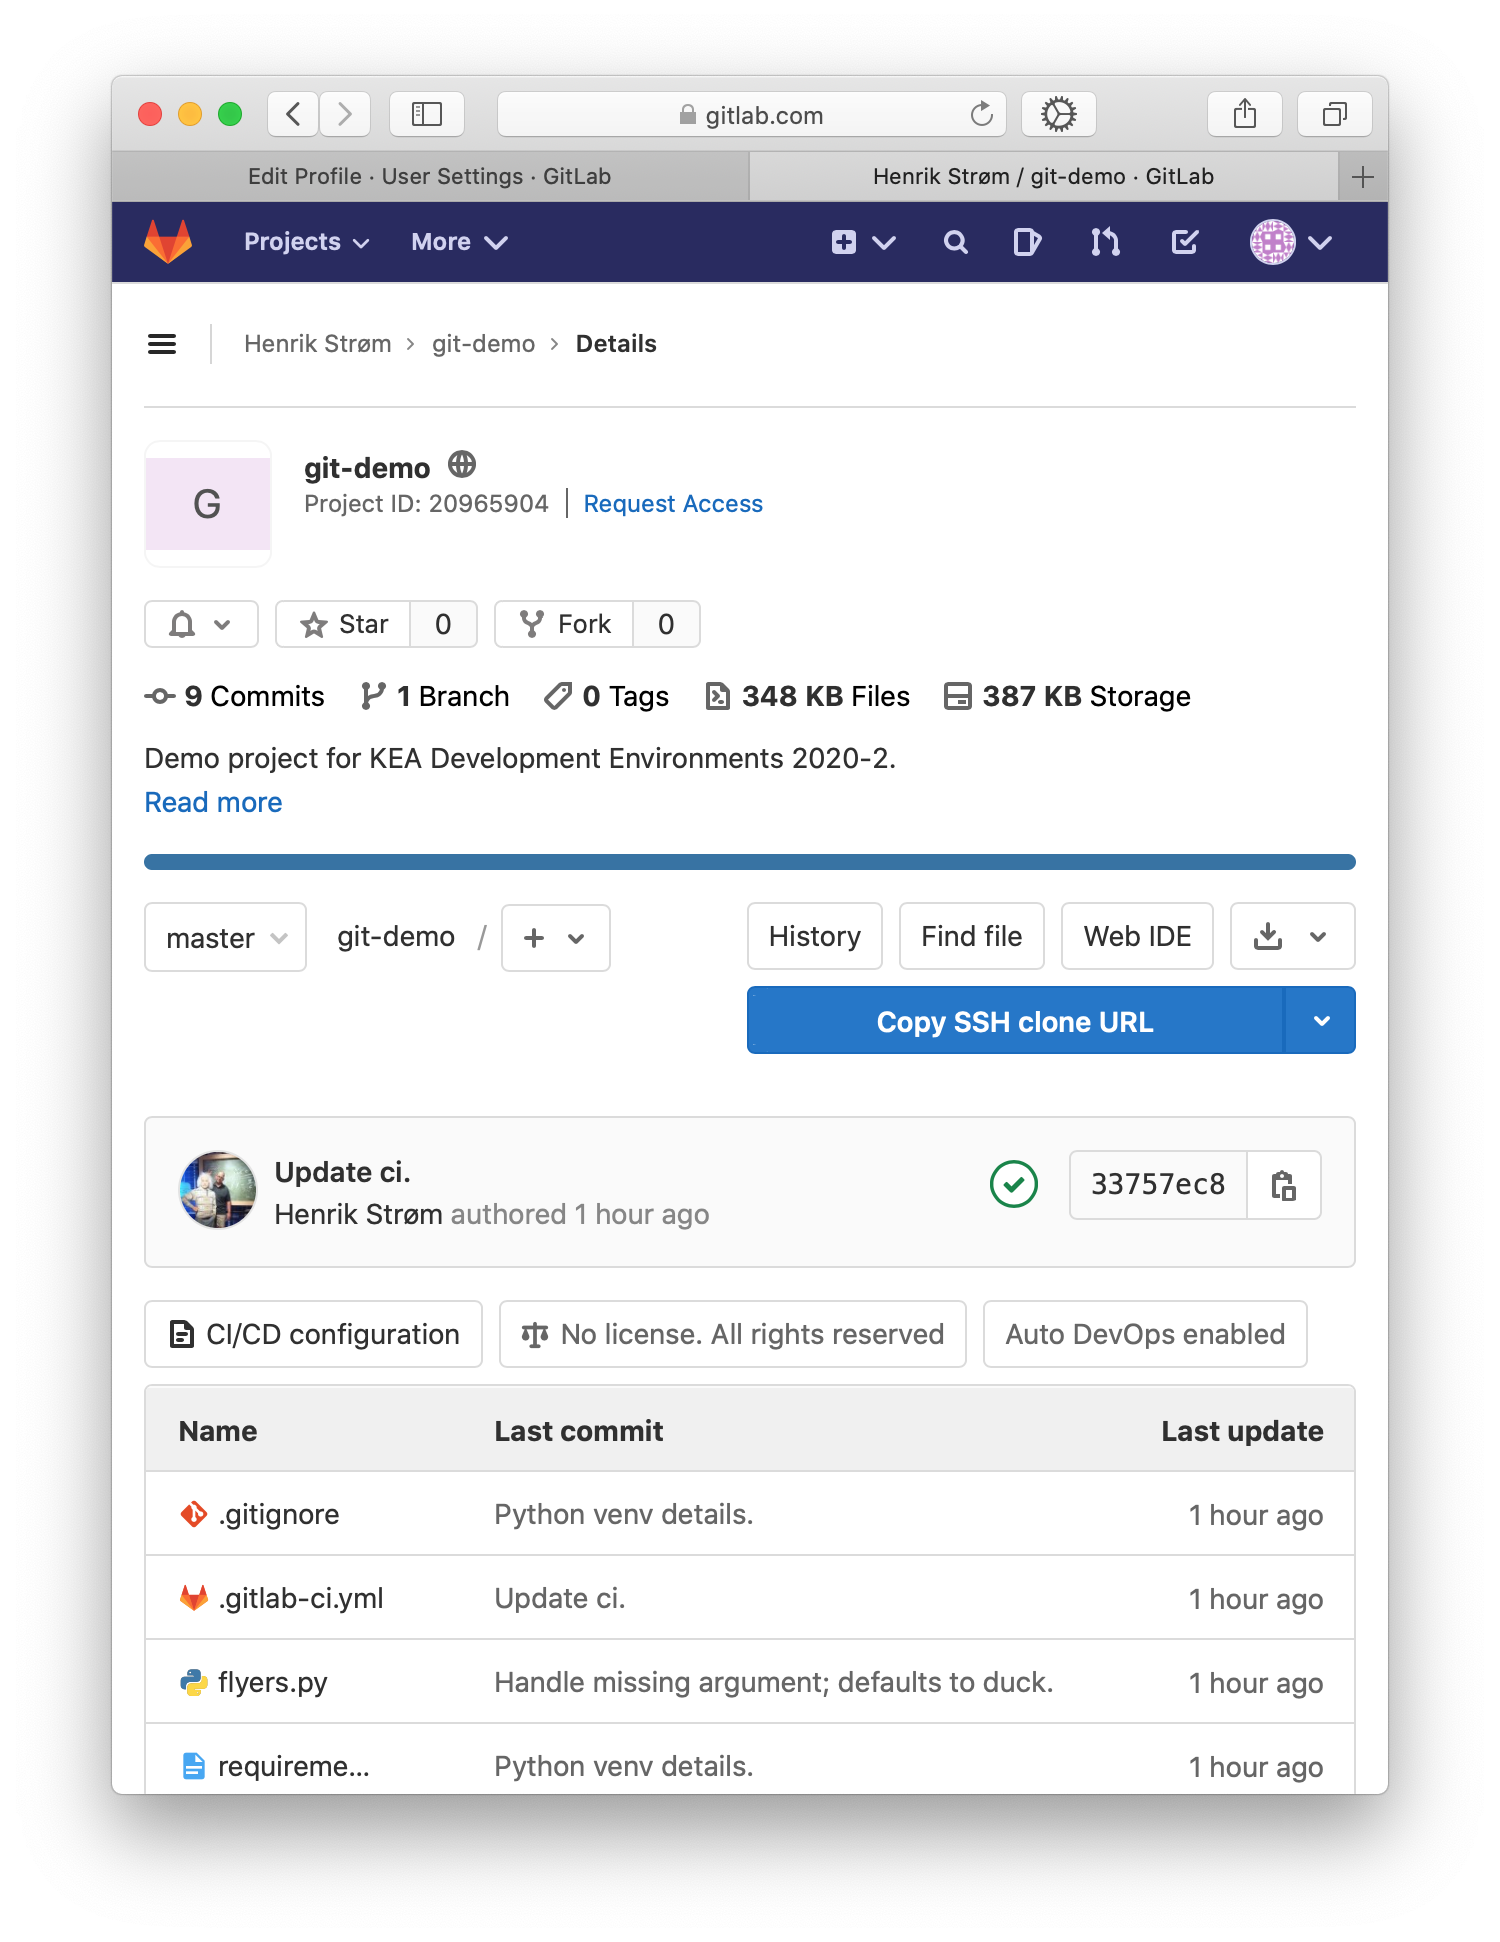 gitlab.com
Edit Profile · User Settings · GitLab
Henrik Strøm / git-demo · GitLab
Projects More
Henrik Strøm › git-demo › Details
git-demo
G
Project ID: 20965904 | Request Access
Star 0 Fork 0
9 Commits 1 Branch 0 Tags 348 KB Files 387 KB Storage
Demo project for KEA Development Environments 2020-2.
Read more
master git-demo / + History Find file Web IDE
Copy SSH clone URL
Update ci.
Henrik Strøm authored 1 hour ago
33757ec8
CI/CD configuration No license. All rights reserved Auto DevOps enabled
Name Last commit Last update
.gitignore Python venv details. 1 hour ago
.gitlab-ci.yml Update ci. 1 hour ago
flyers.py Handle missing argument; defaults to duck. 1 hour ago
requireme... Python venv details. 1 hour ago